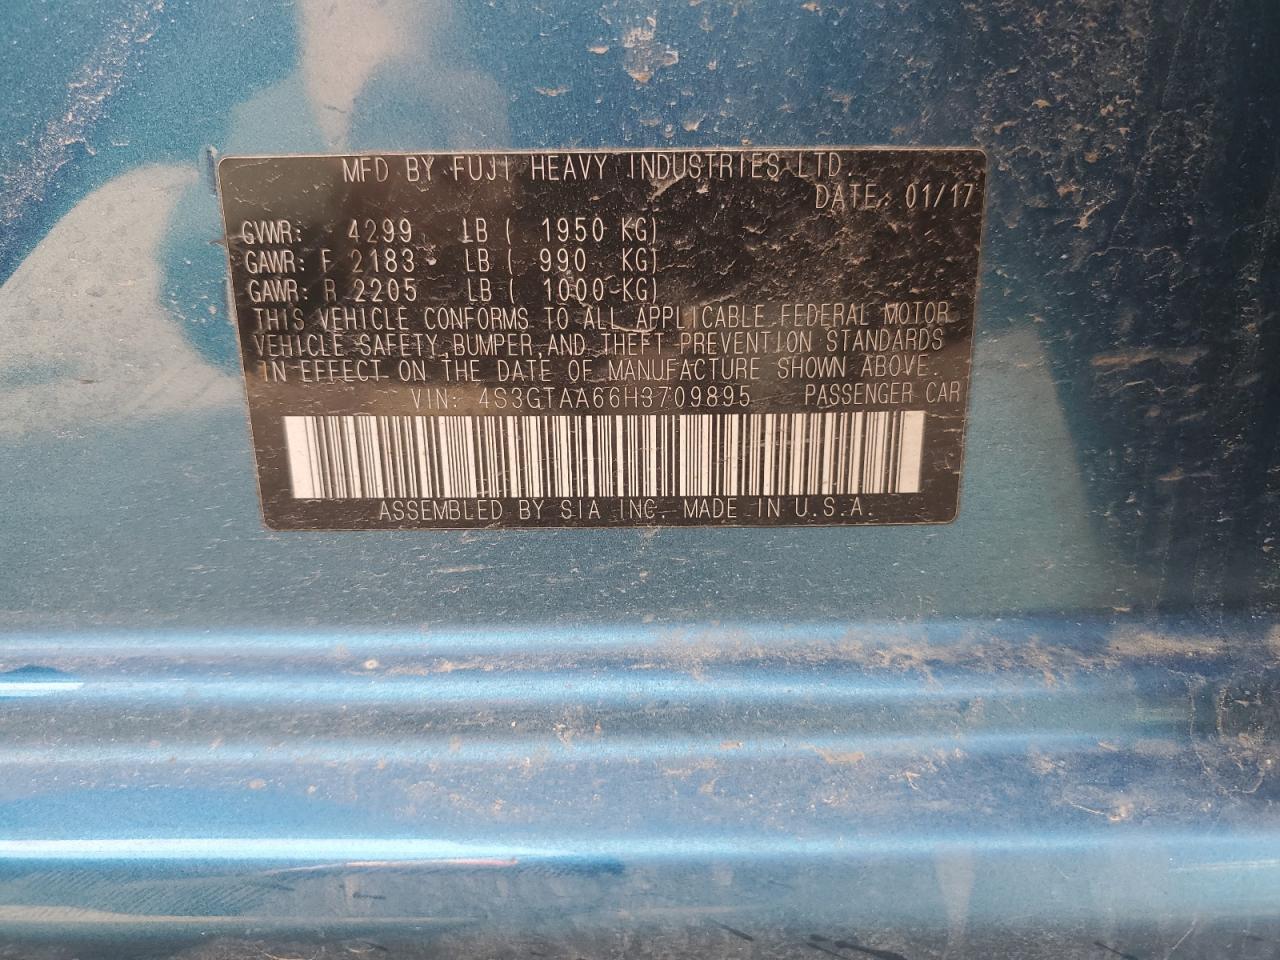 MFD BY FUJI HEAVY INDUSTRIES LTD.
DATE: 01/17
GVWR: 4299 LB ( 1950 KG)
GAWR: F 2183 LB ( 990 KG)
GAWR: R 2205 LB ( 1000 KG)
THIS VEHICLE CONFORMS TO ALL APPLICABLE FEDERAL MOTOR
VEHICLE SAFETY, BUMPER, AND THEFT PREVENTION STANDARDS
IN EFFECT ON THE DATE OF MANUFACTURE SHOWN ABOVE.
VIN: 4S3GTAA66H3709895 PASSENGER CAR
ASSEMBLED BY SIA INC. MADE IN U.S.A.